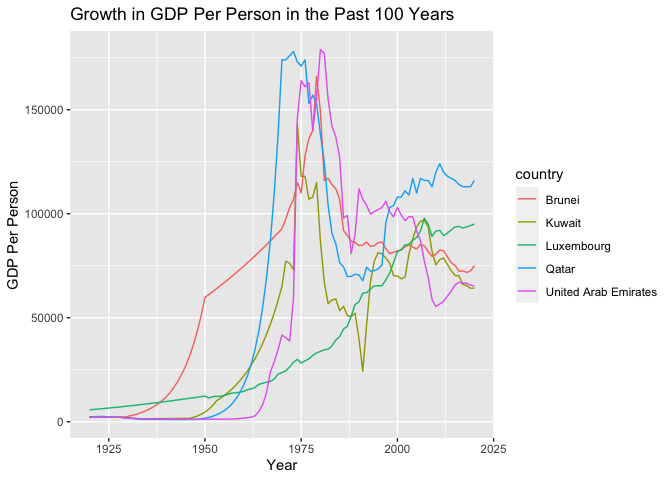 Growth in GDP Per Person in the Past 100 Years
150000
100000
50000
0
GDP Per Person
1925
1950
1975
2000
2025
Year
country
Brunei
Kuwait
Luxembourg
Qatar
United Arab Emirates